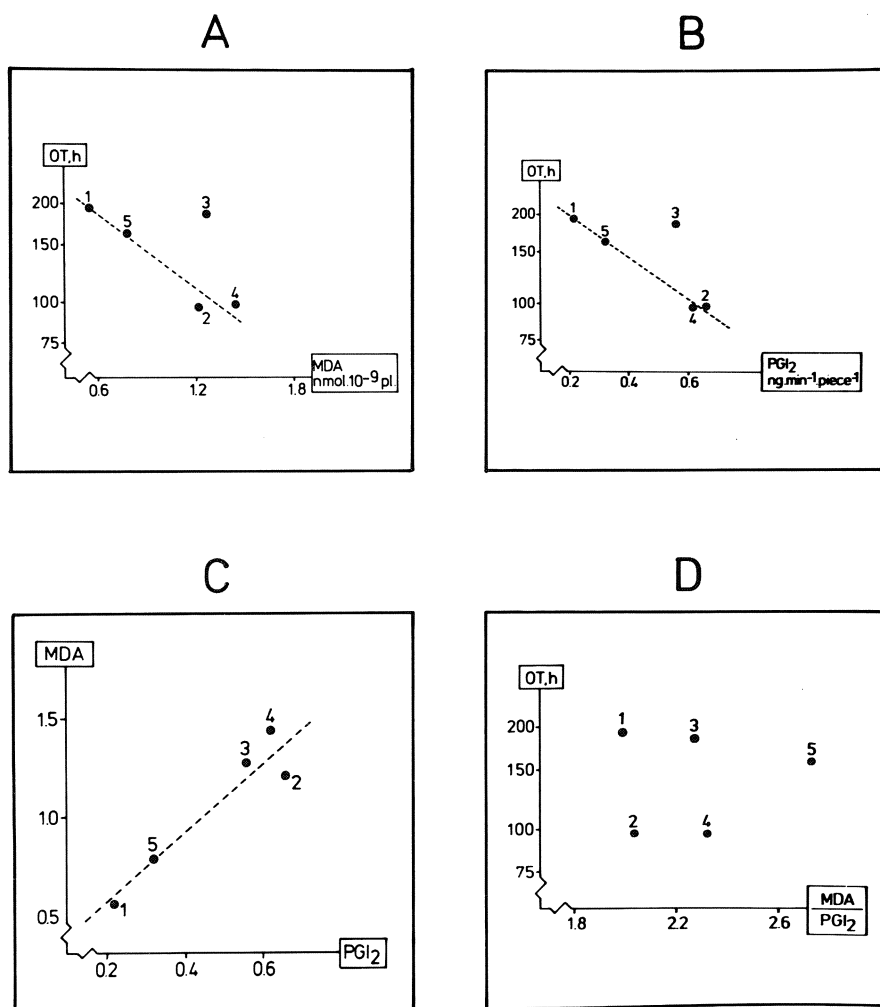 A
OT,h
200
150
100
75
1
5
3
2
4
0.6 1.2 1.8
MDA
nmol.10⁻⁹ pl.
B
OT,h
200
150
100
75
1
5
3
4
2
0.2 0.4 0.6
PGI₂
ng.min⁻¹.piece⁻¹
C
MDA
1.5
1.0
0.5
4
3
2
5
1
0.2 0.4 0.6
PGI₂
D
OT,h
200
150
100
75
1 3 5
2 4
1.8 2.2 2.6
MDA
PGI₂